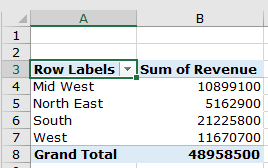 A B
1
2
3 Row Labels Sum of Revenue
4 Mid West 10899100
5 North East 5162900
6 South 21225800
7 West 11670700
8 Grand Total 48958500